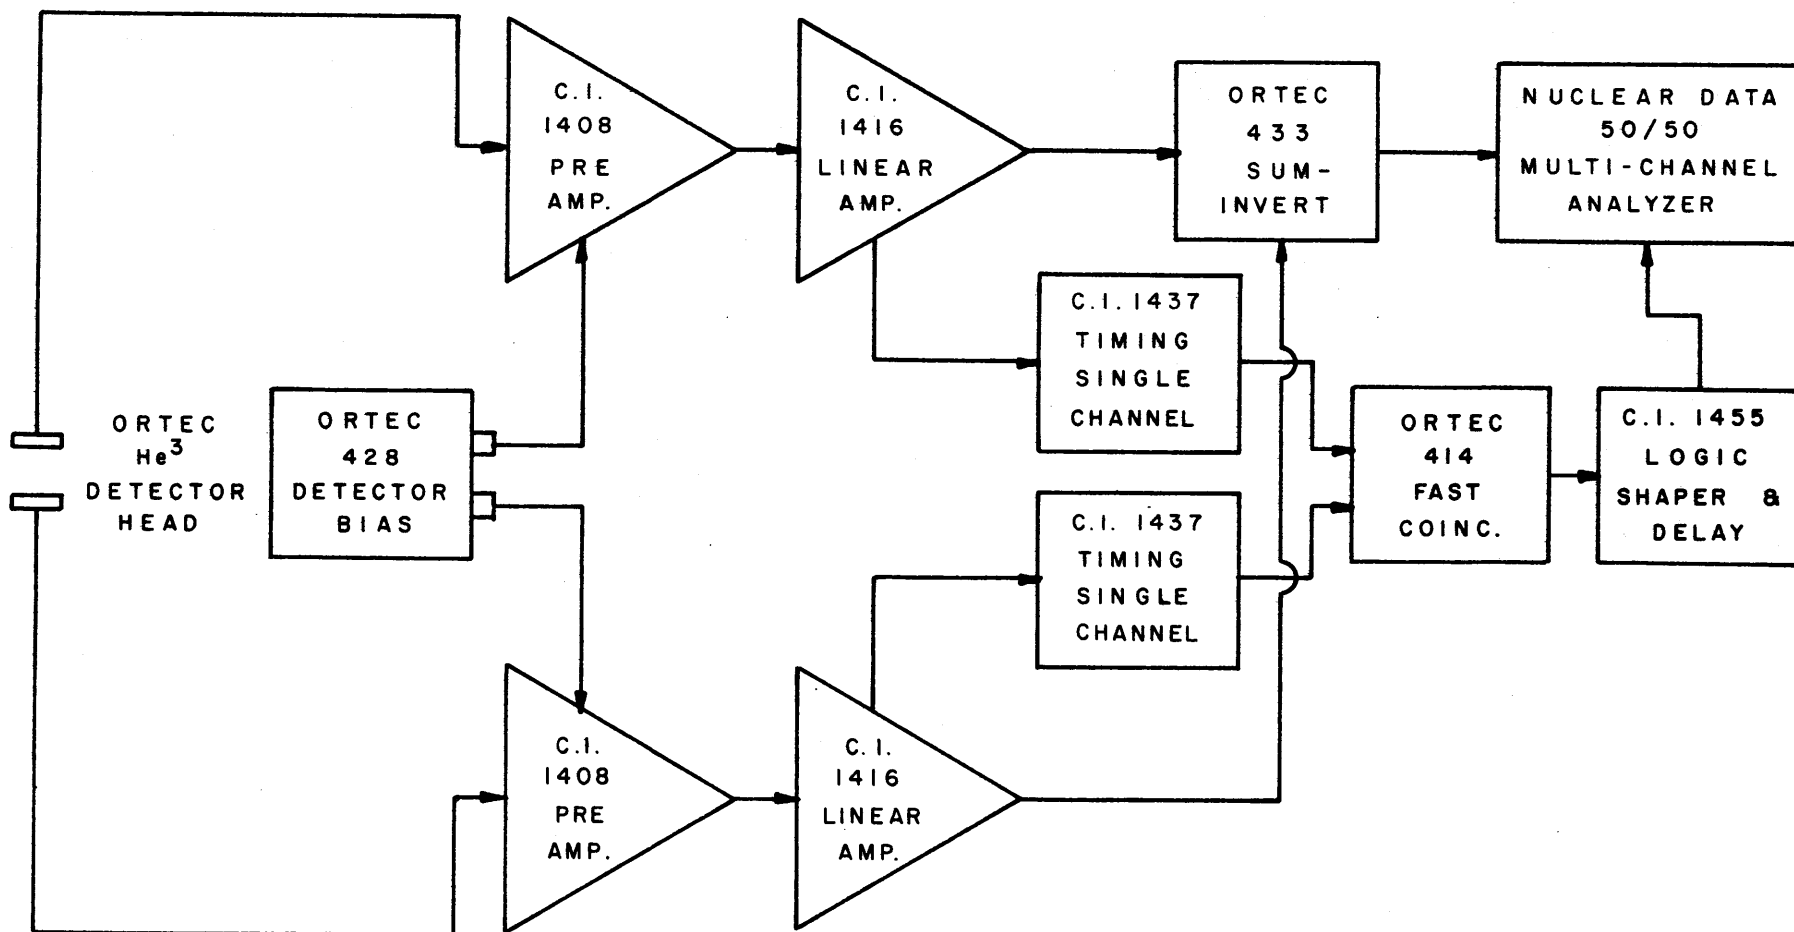 C.I.
1408
PRE
AMP.
C.I.
1416
LINEAR
AMP.
ORTEC
433
SUM-
INVERT
NUCLEAR DATA
50/50
MULTI-CHANNEL
ANALYZER
C.I. 1437
TIMING
SINGLE
CHANNEL
ORTEC
He³
DETECTOR
HEAD
ORTEC
428
DETECTOR
BIAS
ORTEC
414
FAST
COINC.
C.I. 1455
LOGIC
SHAPER &
DELAY
C.I. 1437
TIMING
SINGLE
CHANNEL
C.I.
1408
PRE
AMP.
C.I.
1416
LINEAR
AMP.